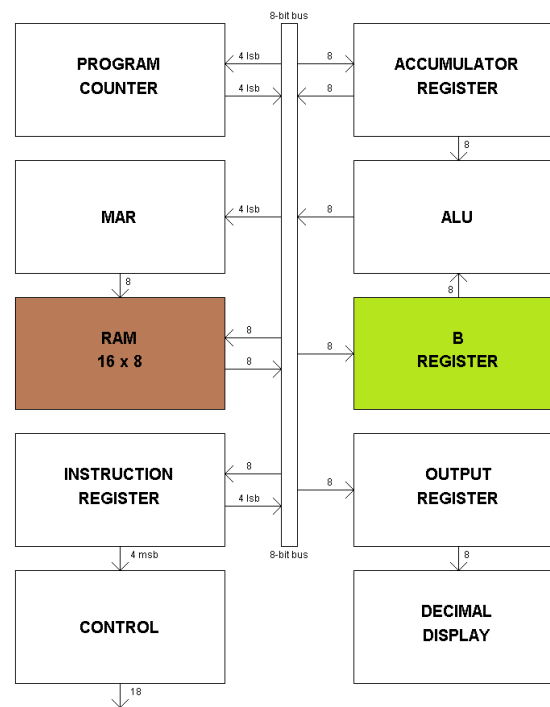 8-bit bus
PROGRAM
COUNTER
4 lsb
4 lsb
8
8
ACCUMULATOR
REGISTER
8
MAR
4 lsb
8
ALU
8
8
RAM
16 x 8
8
8
8
B
REGISTER
INSTRUCTION
REGISTER
8
4 lsb
8
OUTPUT
REGISTER
8-bit bus
4 msb
8
CONTROL
DECIMAL
DISPLAY
18